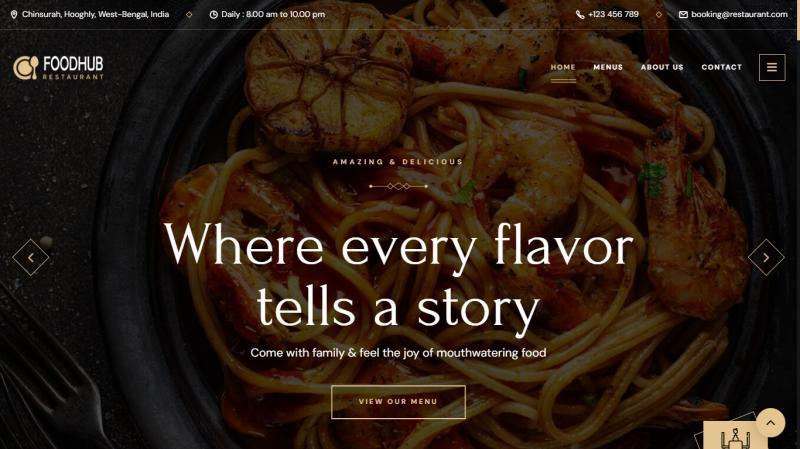 Chinsurah, Hooghly, West-Bengal, India
Daily : 8.00 am to 10.00 pm
+123 456 789
booking@restaurant.com
FOODHUB
RESTAURANT
HOME
MENUS
ABOUT US
CONTACT
AMAZING & DELICIOUS
Where every flavor
tells a story
Come with family & feel the joy of mouthwatering food
VIEW OUR MENU